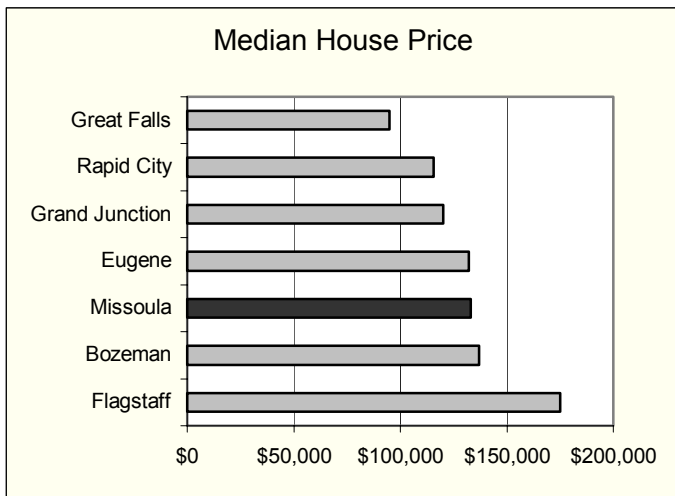 Median House Price
Great Falls
Rapid City
Grand Junction
Eugene
Missoula
Bozeman
Flagstaff
$0 $50,000 $100,000 $150,000 $200,000